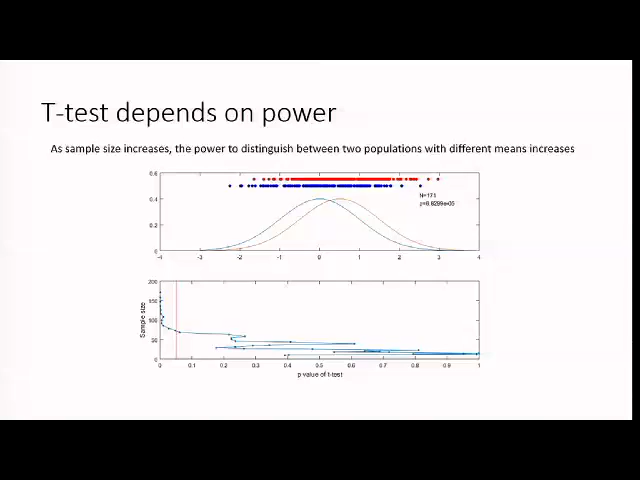 T-test depends on power
As sample size increases, the power to distinguish between two populations with different means increases
0.6
0.4
0.2
0
-4 -3 -2 -1 0 1 2 3 4
N=171
200
150
100
50
0
Sample size
0 0.1 0.2 0.3 0.4 0.5 0.6 0.7 0.8 0.9 1
p value of t-test